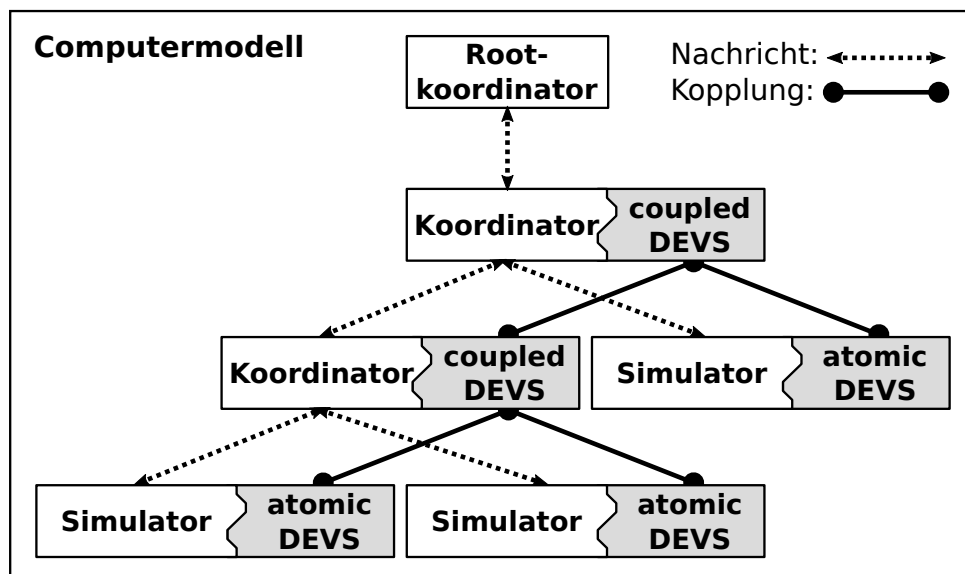 Computermodell
Root-
koordinator
Nachricht:
Kopplung:
Koordinator
coupled
DEVS
Koordinator
coupled
DEVS
Simulator
atomic
DEVS
Simulator
atomic
DEVS
Simulator
atomic
DEVS